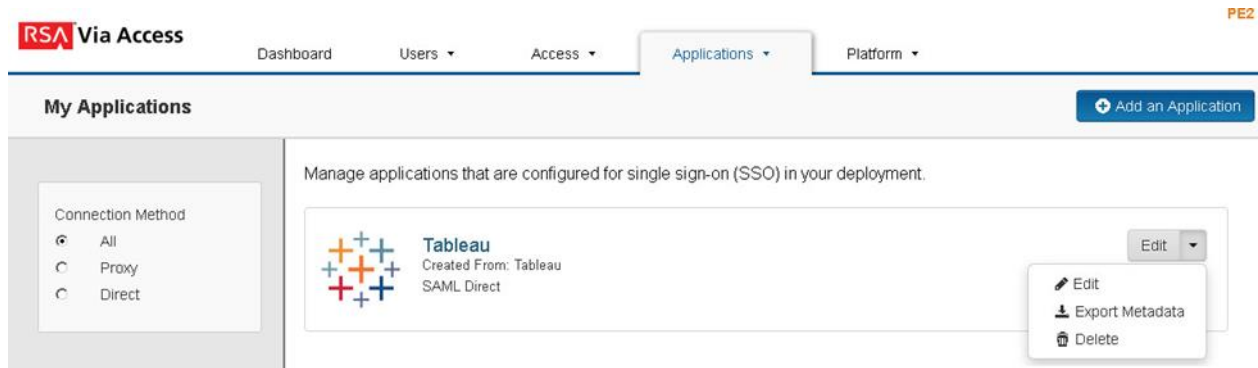 PE2
RSA Via Access
Dashboard Users Access Applications Platform
My Applications
Add an Application
Manage applications that are configured for single sign-on (SSO) in your deployment.
Connection Method
All
Proxy
Direct
Tableau
Created From: Tableau
SAML Direct
Edit
Edit
Export Metadata
Delete